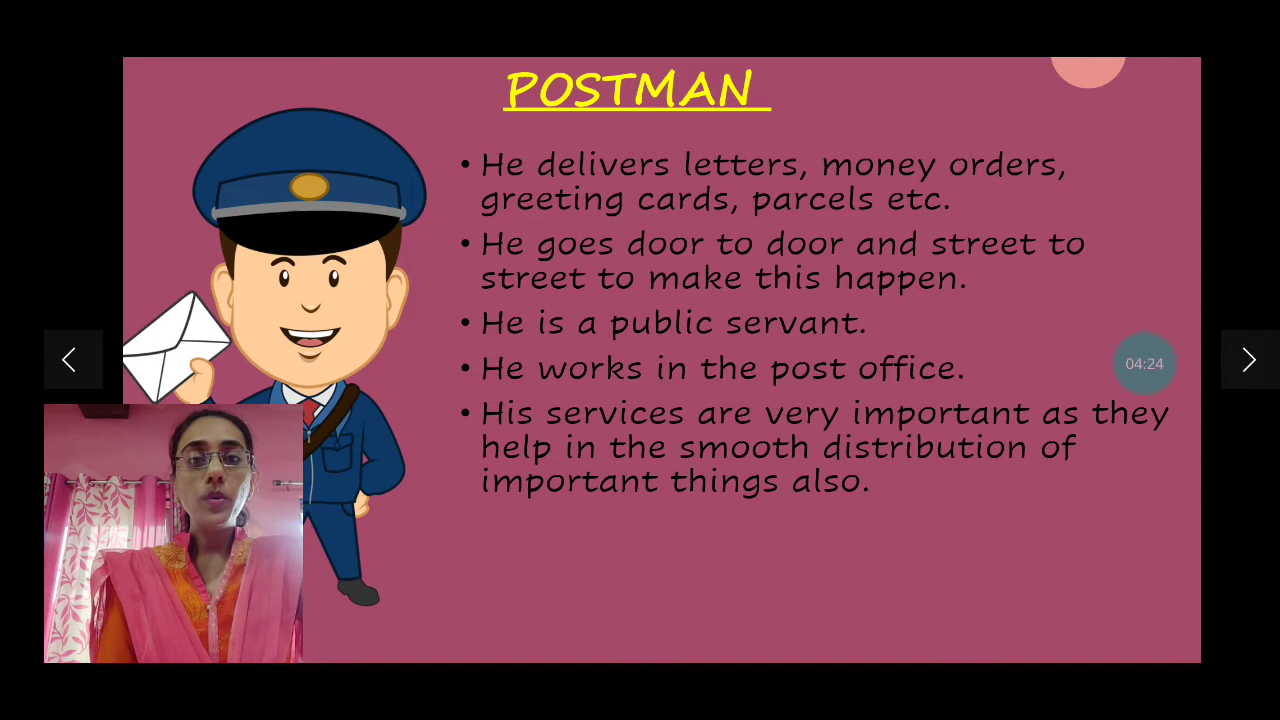 POSTMAN
• He delivers letters, money orders,
greeting cards, parcels etc.
• He goes door to door and street to
street to make this happen.
• He is a public servant.
• He works in the post office.
04:24
• His services are very important as they
help in the smooth distribution of
important things also.